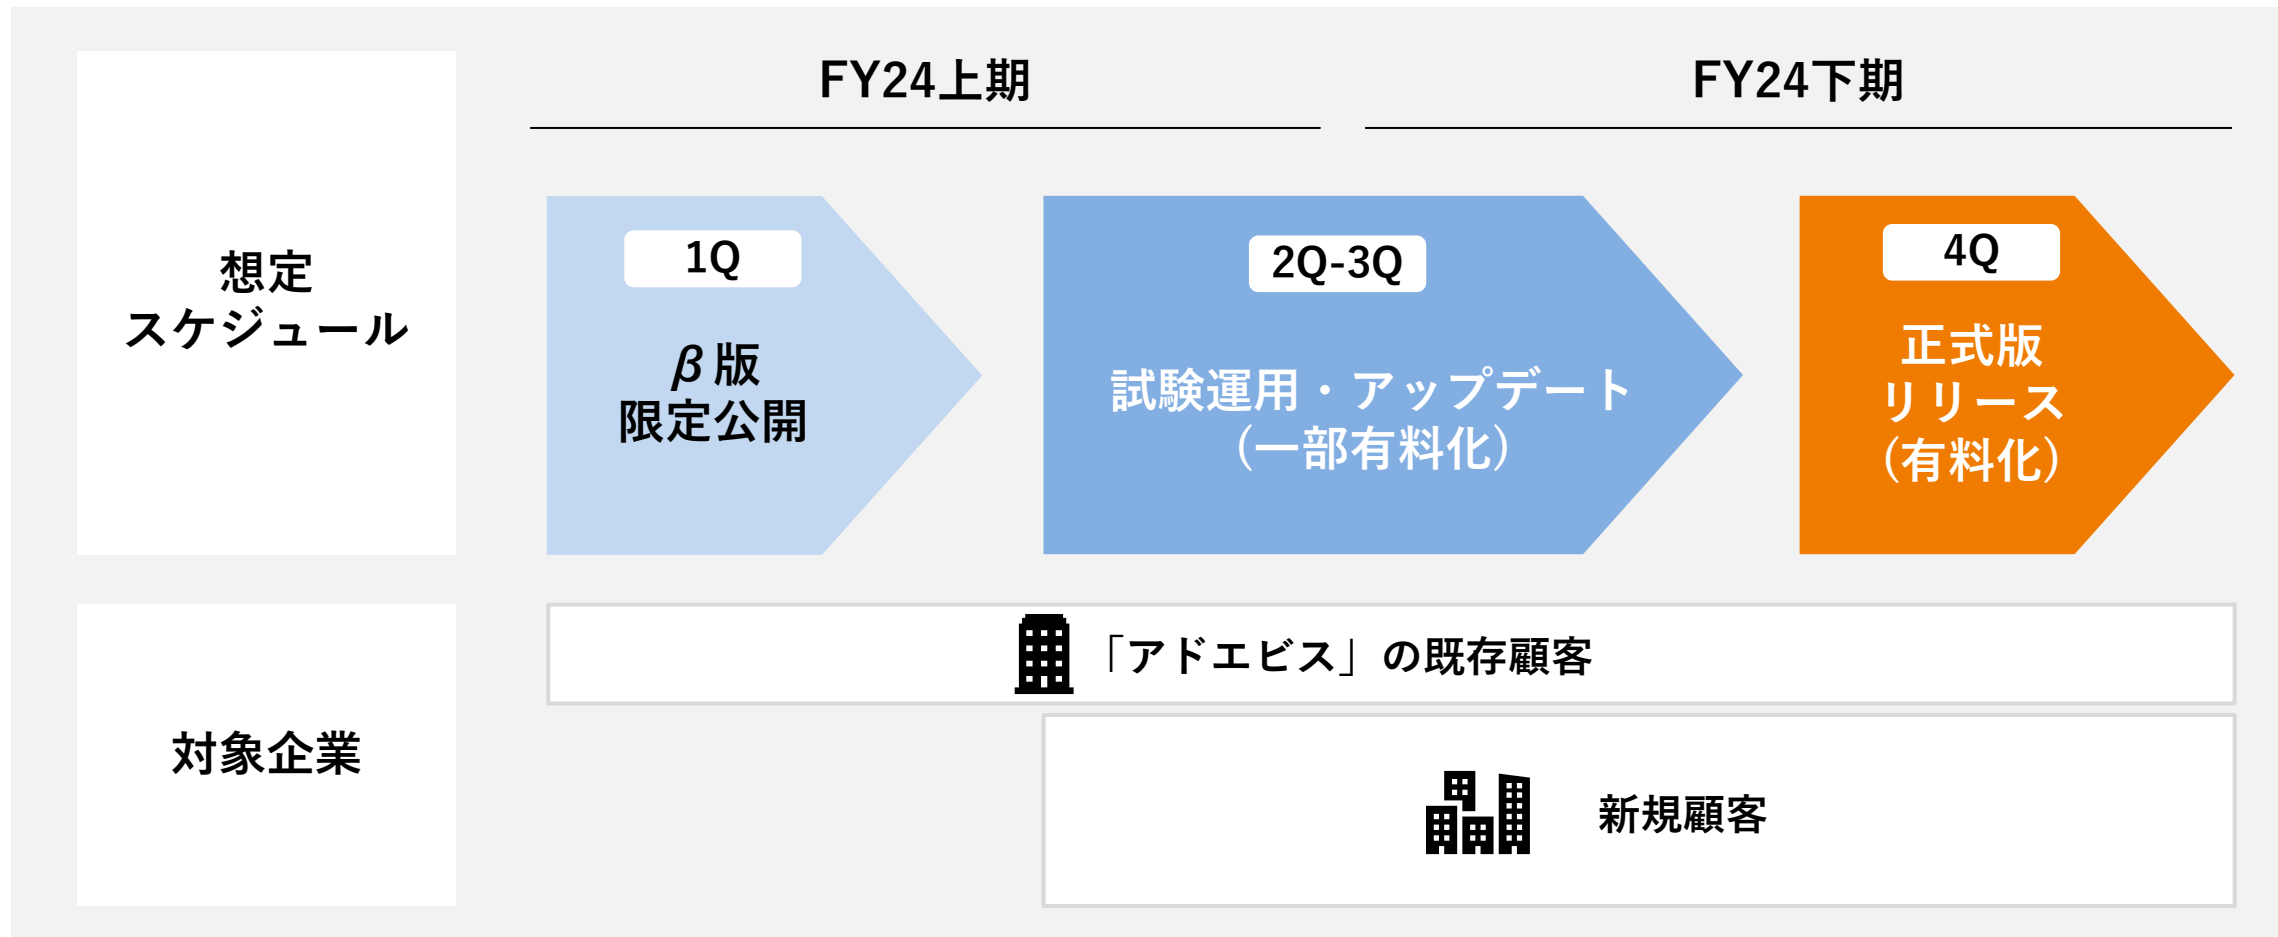 FY24上期
FY24下期
想定
スケジュール
1Q
β版
限定公開
2Q-3Q
試験運用・アップデート
(一部有料化)
4Q
正式版
リリース
(有料化)
対象企業
「アドエビス」の既存顧客
新規顧客